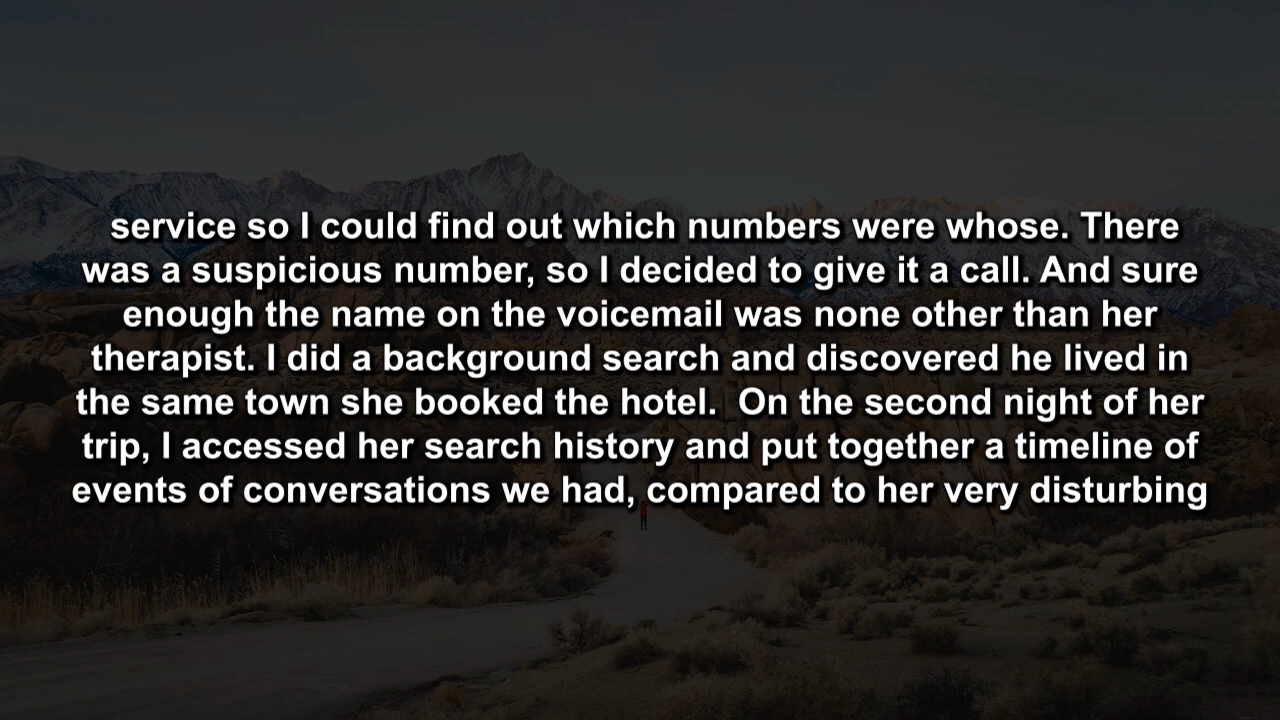 service so I could find out which numbers were whose. There
was a suspicious number, so I decided to give it a call. And sure
enough the name on the voicemail was none other than her
therapist. I did a background search and discovered he lived in
the same town she booked the hotel.  On the second night of her
trip, I accessed her search history and put together a timeline of
events of conversations we had, compared to her very disturbing